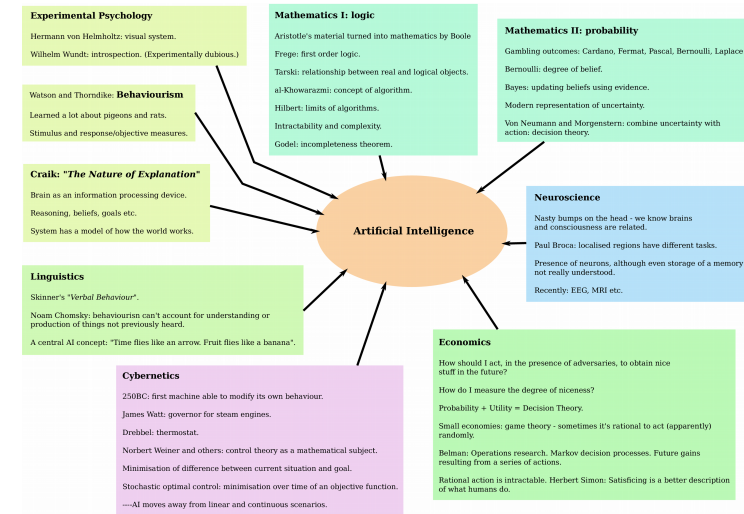 Experimental Psychology
Hermann von Helmholtz: visual system.
Wilhelm Wundt: introspection. (Experimentally dubious.)
Watson and Thorndike: Behaviourism
Learned a lot about pigeons and rats.
Stimulus and response/objective measures.
Craik: "The Nature of Explanation"
Brain as an information processing device.
Reasoning, beliefs, goals etc.
System has a model of how the world works.
Mathematics I: logic
Aristotle's material turned into mathematics by Boole
Frege: first order logic.
Tarski: relationship between real and logical objects.
al-Khowarazmi: concept of algorithm.
Hilbert: limits of algorithms.
Intractability and complexity.
Godel: incompleteness theorem.
Mathematics II: probability
Gambling outcomes: Cardano, Fermat, Pascal, Bernoulli, Laplace
Bernoulli: degree of belief.
Bayes: updating beliefs using evidence.
Modern representation of uncertainty.
Von Neumann and Morgenstern: combine uncertainty with
action: decision theory.
Artificial Intelligence
Neuroscience
Nasty bumps on the head - we know brains
and consciousness are related.
Paul Broca: localised regions have different tasks.
Presence of neurons, although even storage of a memory
not really understood.
Recently: EEG, MRI etc.
Linguistics
Skinner's "Verbal Behaviour".
Noam Chomsky: behaviourisn can't account for understanding or
production of things not previously heard.
A central AI concept: "Time flies like an arrow. Fruit flies like a banana".
Cybernetics
250BC: first machine able to modify its own behaviour.
James Watt: governor for steam engines.
Drebbel: thermostat.
Norbert Weiner and others: control theory as a mathematical subject.
Minimisation of difference between current situation and goal.
Stochastic optimal control: minimisation over time of an objective function.
----AI moves away from linear and continuous scenarios.
Economics
How should I act, in the presence of adversaries, to obtain nice
stuff in the future?
How do I measure the degree of niceness?
Probability + Utility = Decision Theory.
Small economies: game theory - sometimes it's rational to act (apparently)
randomly.
Belman: Operations research. Markov decision processes. Future gains
resulting from a series of actions.
Rational action is intractable. Herbert Simon: Satisficing is a better description
of what humans do.